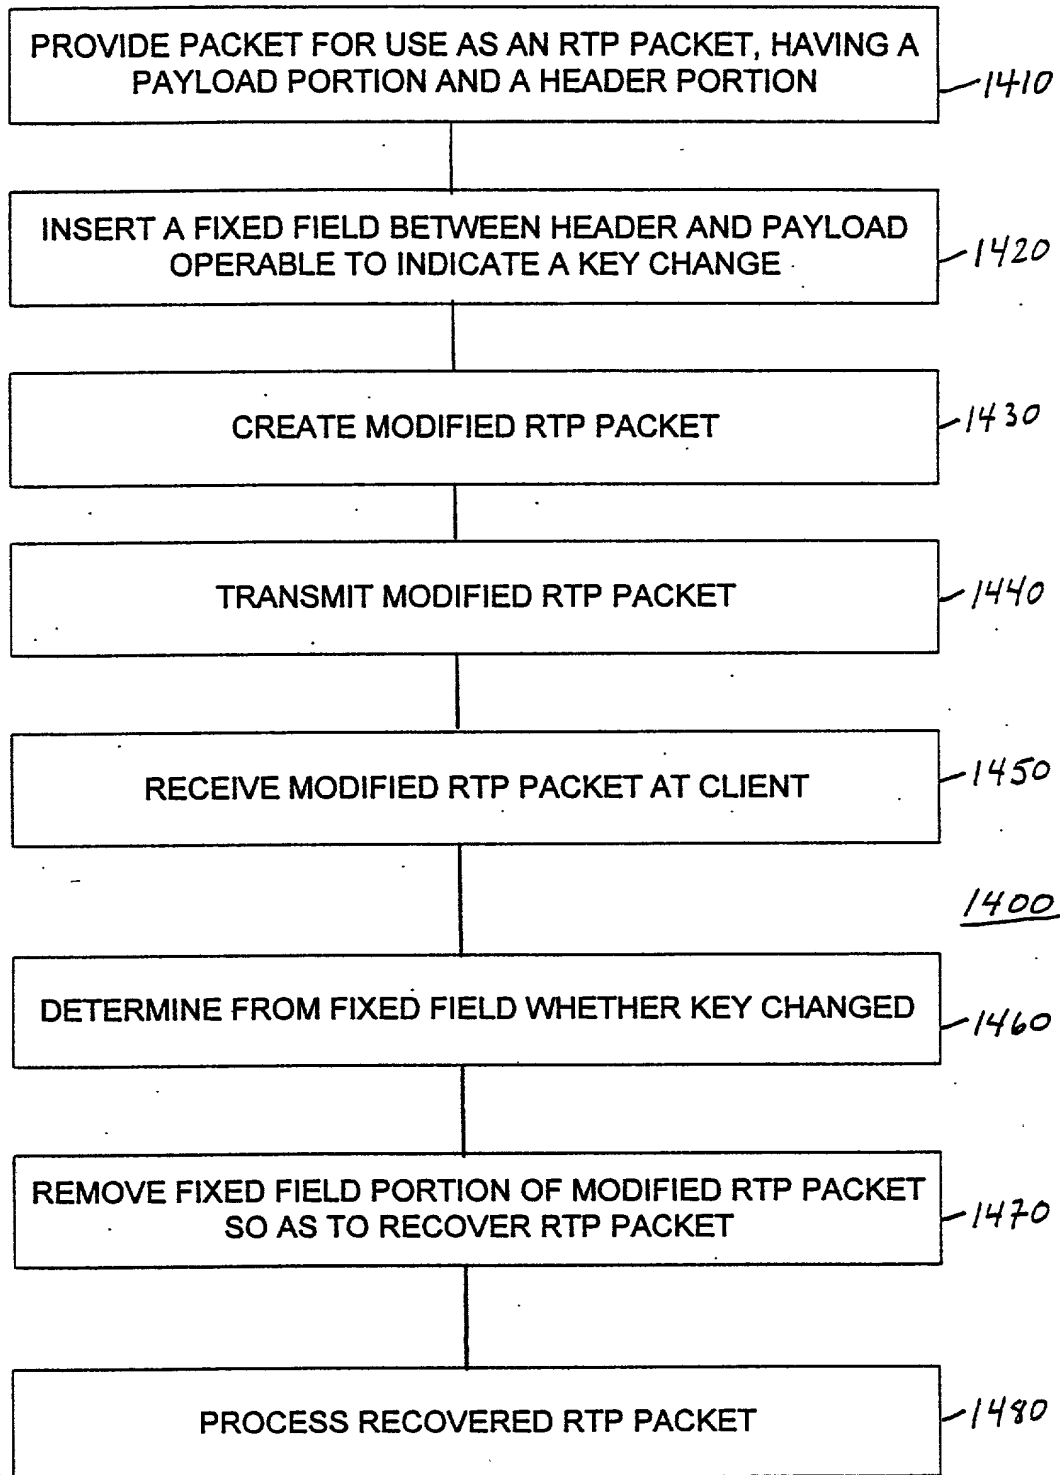 PROVIDE PACKET FOR USE AS AN RTP PACKET, HAVING A
PAYLOAD PORTION AND A HEADER PORTION
1410
INSERT A FIXED FIELD BETWEEN HEADER AND PAYLOAD
OPERABLE TO INDICATE A KEY CHANGE
1420
CREATE MODIFIED RTP PACKET
1430
TRANSMIT MODIFIED RTP PACKET
1440
RECEIVE MODIFIED RTP PACKET AT CLIENT
1450
1400
DETERMINE FROM FIXED FIELD WHETHER KEY CHANGED
1460
REMOVE FIXED FIELD PORTION OF MODIFIED RTP PACKET
SO AS TO RECOVER RTP PACKET
1470
PROCESS RECOVERED RTP PACKET
1480